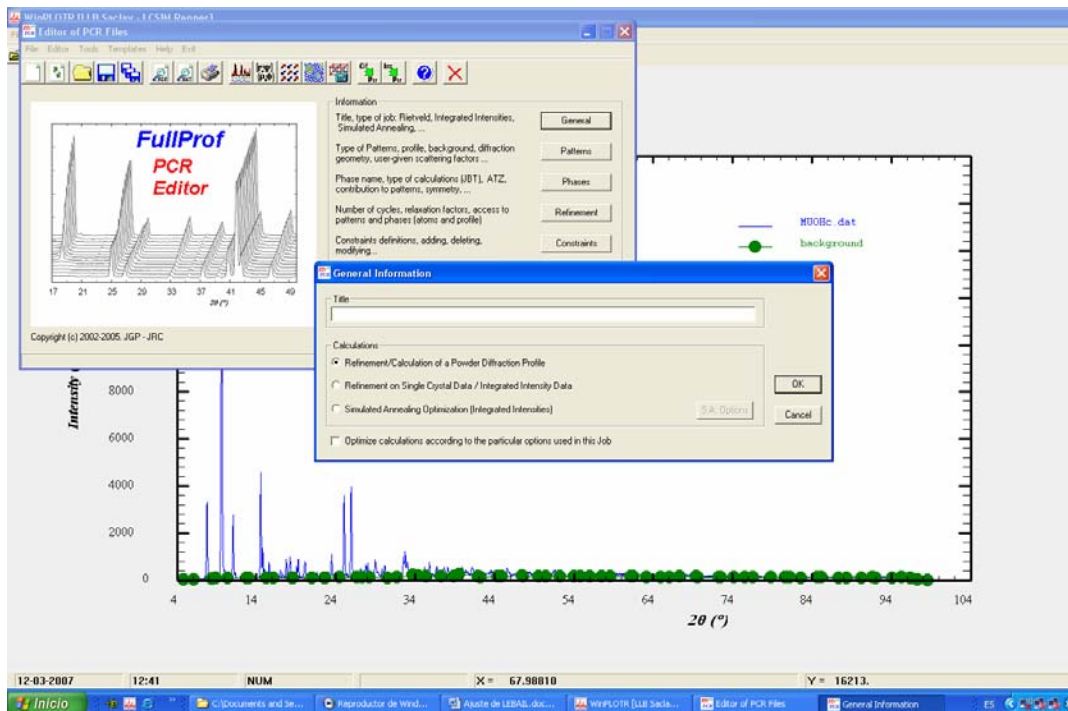 WinPLOTR [LLB Saclay - LCSIM Rennes]
Editor of PCR Files
File Editor Tools Templates Help Exit
FullProf
PCR
Editor
17 21 25 29 33 37 41 45 49
2θ (°)
Copyright (c) 2002-2005. JGP - JRC
Information
Title, type of job: Rietveld, Integrated Intensities,
Simulated Annealing, ...
General
Type of Patterns, profile, background, diffraction
geometry, user-given scattering factors ...
Patterns
Phase name, type of calculations (JBT), ATZ,
contribution to patterns, symmetry, ...
Phases
Number of cycles, relaxation factors, access to
patterns and phases (atoms and profile)
Refinement
Constraints definitions, adding, deleting,
modifying...
Constraints
MUOHc.dat
background
General Information
Title
Calculations
Refinement/Calculation of a Powder Diffraction Profile
Refinement on Single Crystal Data / Integrated Intensity Data
Simulated Annealing Optimization (Integrated Intensities)
S.A. Options
OK
Cancel
Optimize calculations according to the particular options used in this Job
Intensity
8000
6000
4000
2000
0
4 14 24 34 44 54 64 74 84 94 104
2θ (°)
12-03-2007 12:41 NUM X = 67.98810 Y = 16213.
Inicio C:\Documents and Se... Reproductor de Wind... Ajuste de LEBAIL.doc... WinPLOTR [LLB Sacla... Editor of PCR Files General Information ES